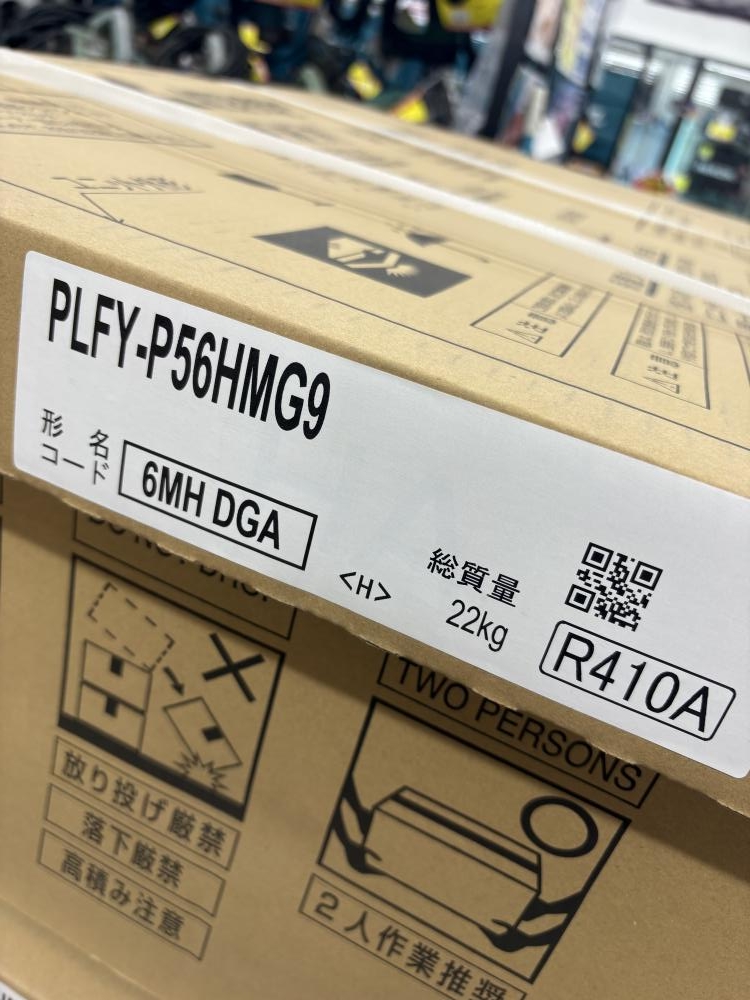 PLFY-P56HMG9
形名
コード
6MH DGA
<H>
総質量
22kg
R410A
TWO PERSONS
放り投げ厳禁
落下厳禁
高積み注意
2人作業推奨